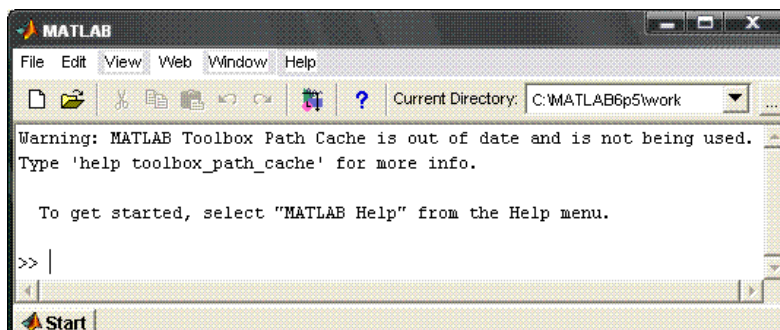 MATLAB
File Edit View Web Window Help
? Current Directory: C:\MATLAB6p5\work ...
Warning: MATLAB Toolbox Path Cache is out of date and is not being used.
Type 'help toolbox_path_cache' for more info.
To get started, select "MATLAB Help" from the Help menu.
>>
Start